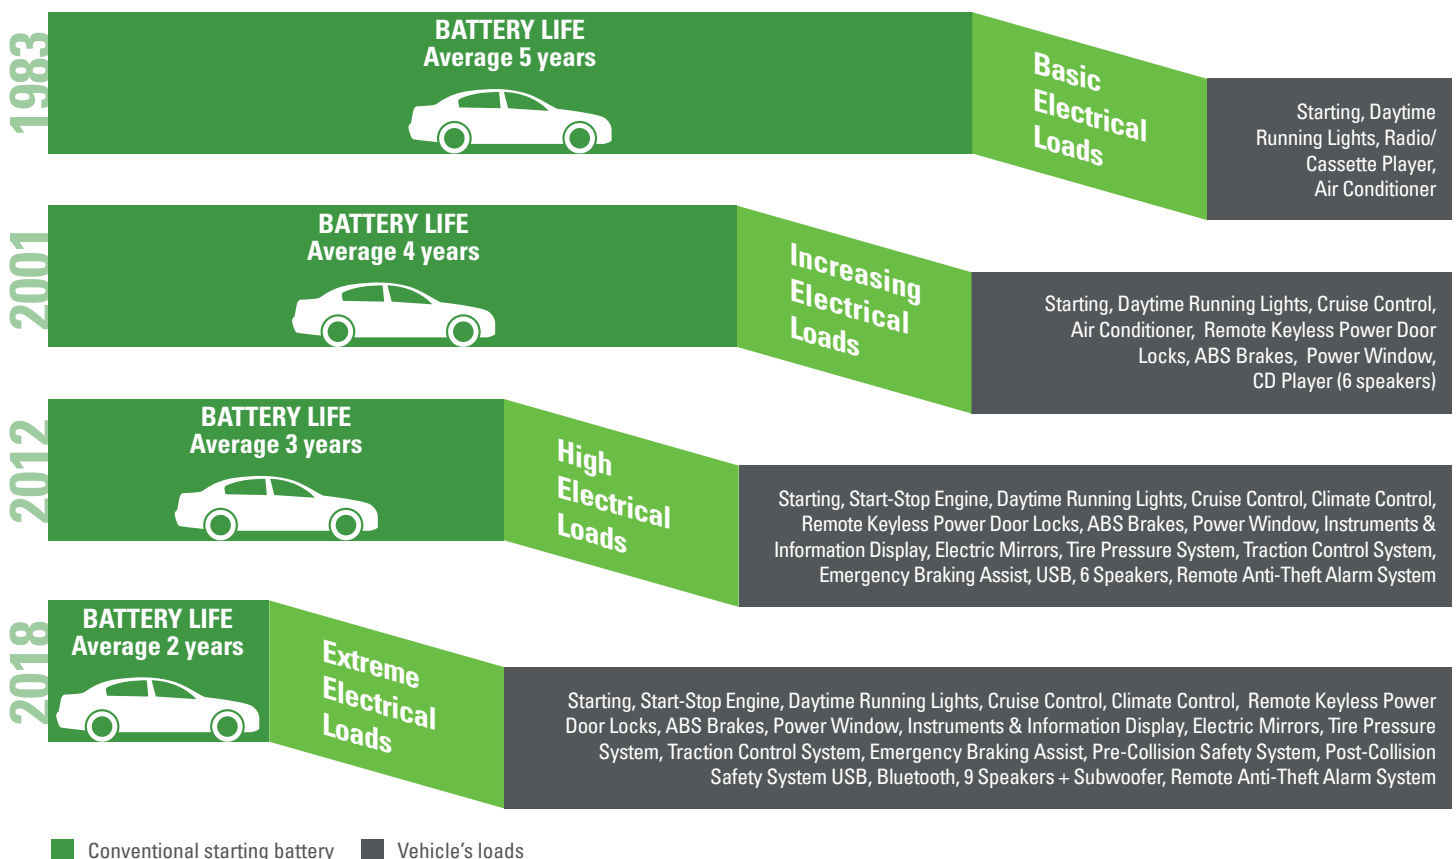 1983
BATTERY LIFE
Average 5 years
Basic
Electrical
Loads
Starting, Daytime
Running Lights, Radio/
Cassette Player,
Air Conditioner
2001
BATTERY LIFE
Average 4 years
Increasing
Electrical
Loads
Starting, Daytime Running Lights, Cruise Control,
Air Conditioner, Remote Keyless Power Door
Locks, ABS Brakes, Power Window,
CD Player (6 speakers)
2012
BATTERY LIFE
Average 3 years
High
Electrical
Loads
Starting, Start-Stop Engine, Daytime Running Lights, Cruise Control, Climate Control,
Remote Keyless Power Door Locks, ABS Brakes, Power Window, Instruments &
Information Display, Electric Mirrors, Tire Pressure System, Traction Control System,
Emergency Braking Assist, USB, 6 Speakers, Remote Anti-Theft Alarm System
2018
BATTERY LIFE
Average 2 years
Extreme
Electrical
Loads
Starting, Start-Stop Engine, Daytime Running Lights, Cruise Control, Climate Control, Remote Keyless Power
Door Locks, ABS Brakes, Power Window, Instruments & Information Display, Electric Mirrors, Tire Pressure
System, Traction Control System, Emergency Braking Assist, Pre-Collision Safety System, Post-Collision
Safety System USB, Bluetooth, 9 Speakers + Subwoofer, Remote Anti-Theft Alarm System
Conventional starting battery
Vehicle's loads